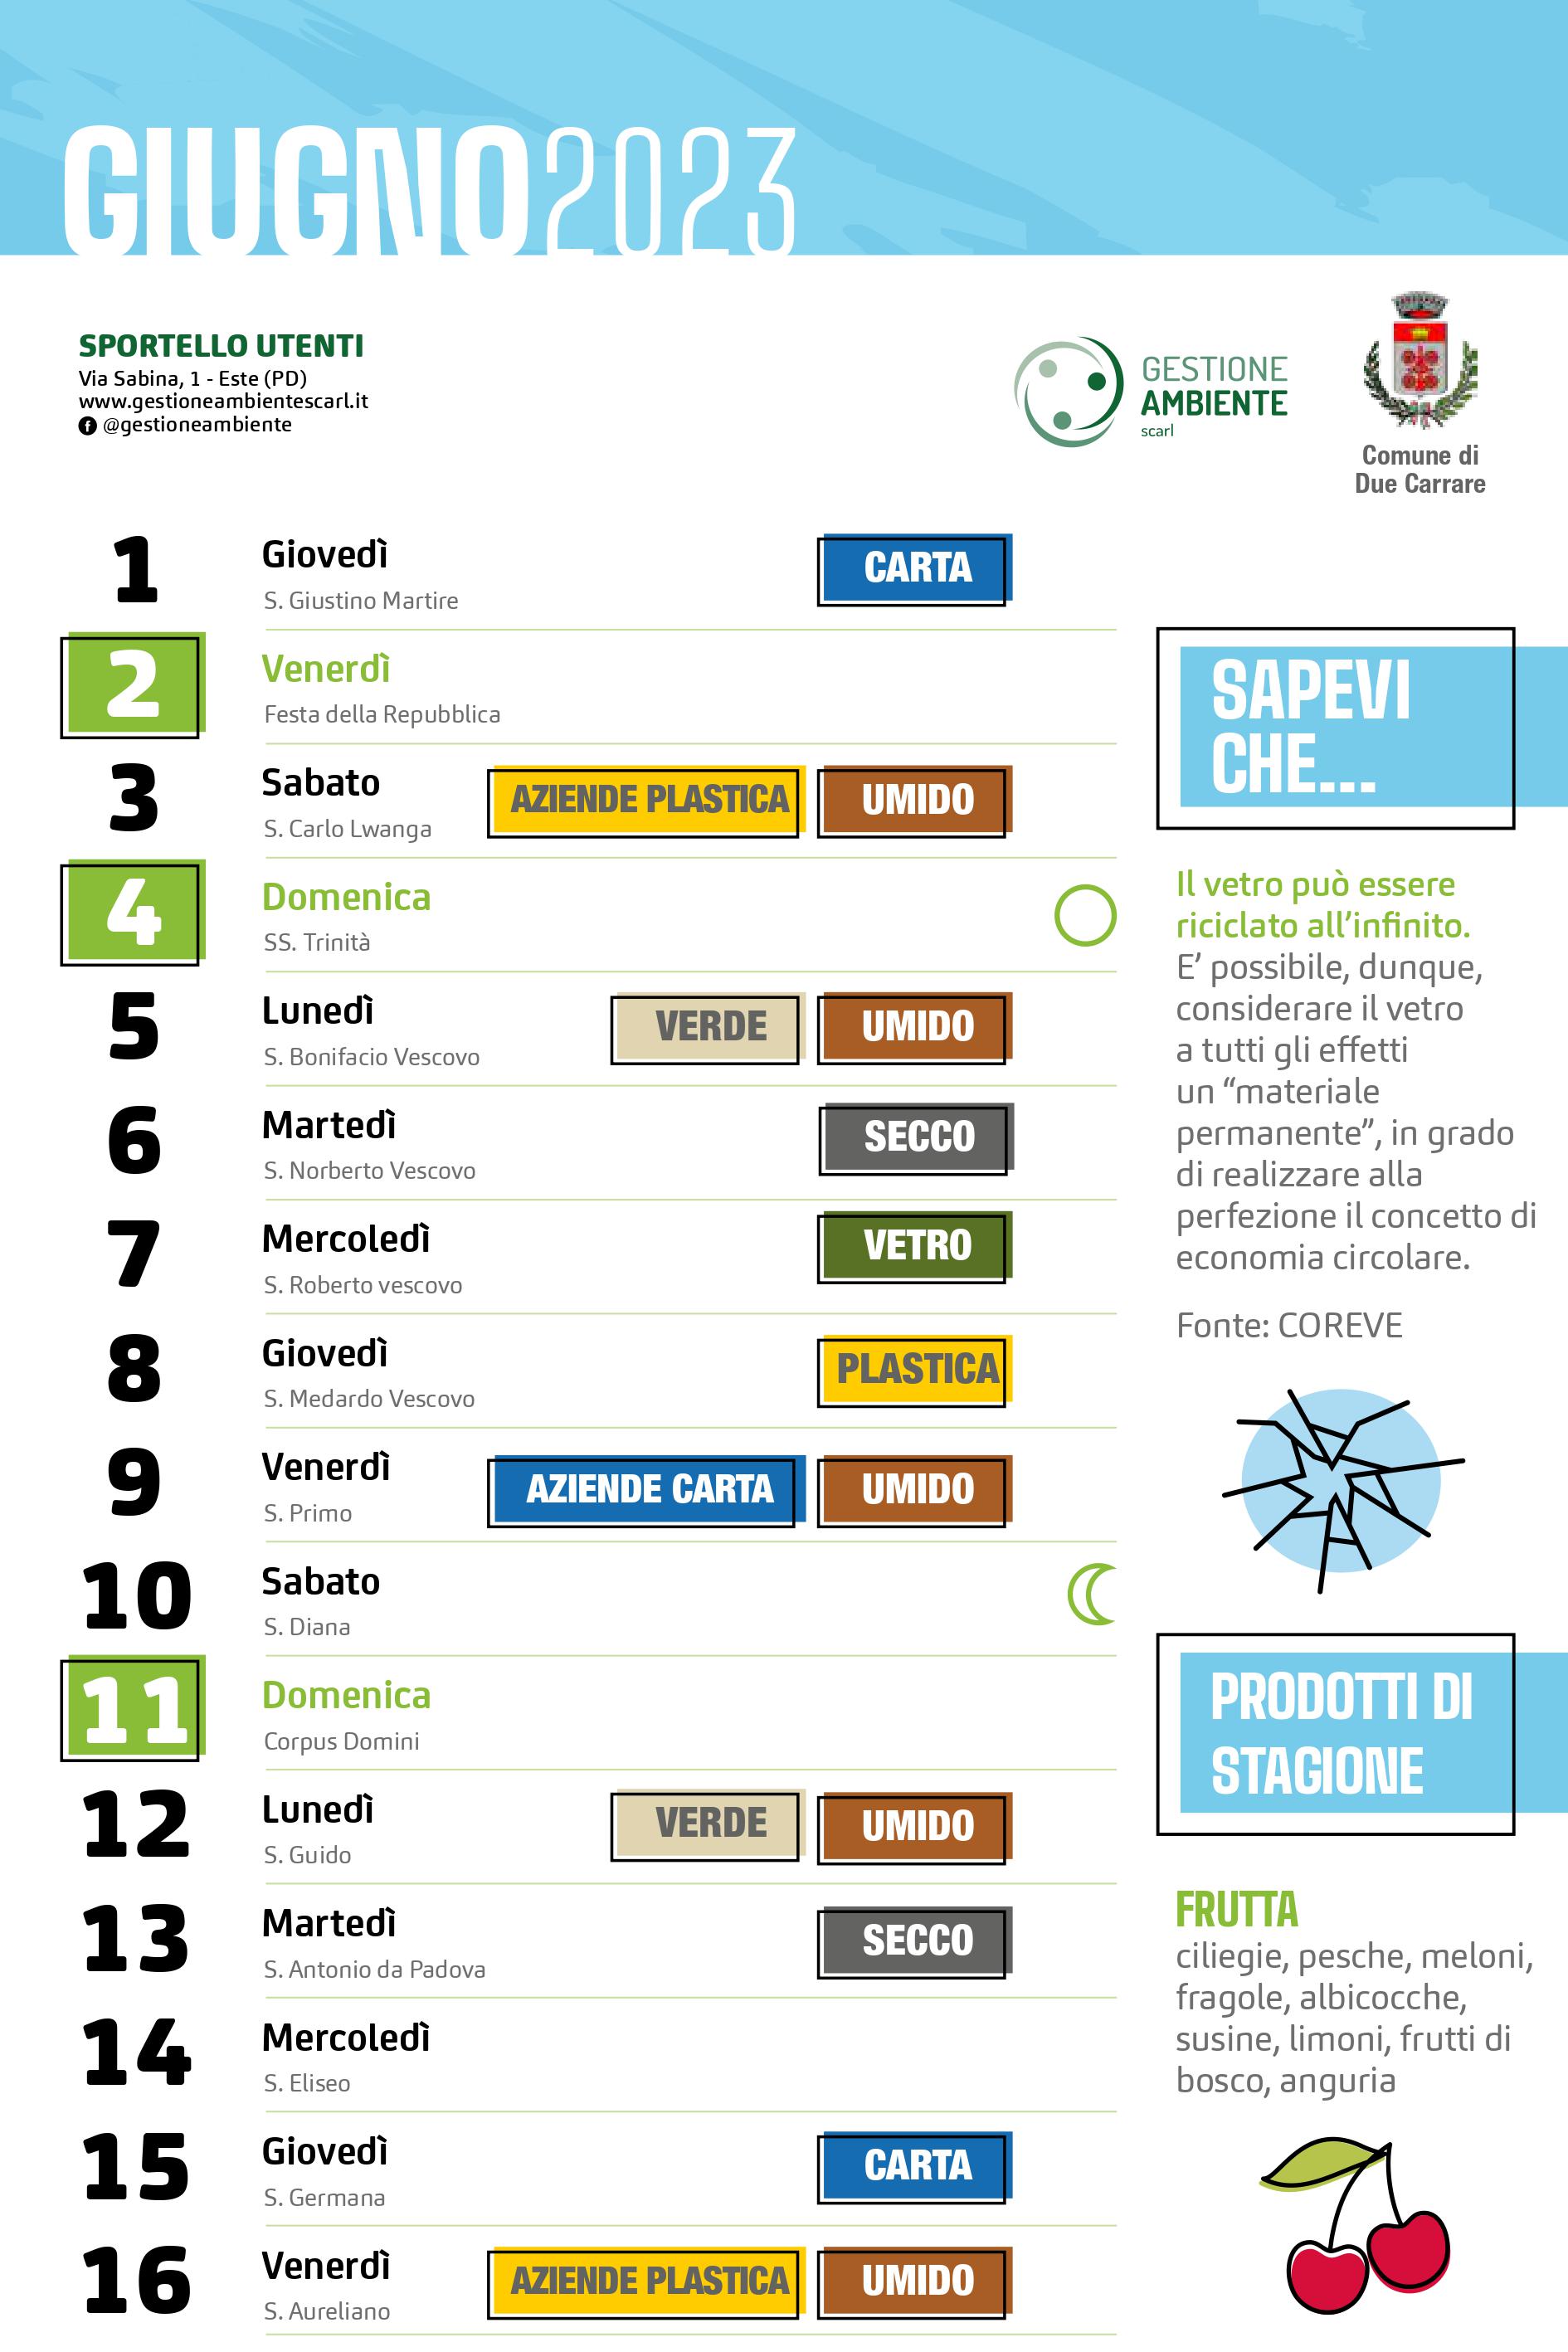 GIUGNO2023
SPORTELLO UTENTI
Via Sabina, 1 - Este (PD)
www.gestioneambientescarl.it
@gestioneambiente
GESTIONE
AMBIENTE
scarl
Comune di
Due Carrare
1 Giovedì CARTA
S. Giustino Martire
2 Venerdì
Festa della Repubblica
3 Sabato AZIENDE PLASTICA UMIDO
S. Carlo Lwanga
4 Domenica
SS. Trinità
5 Lunedì VERDE UMIDO
S. Bonifacio Vescovo
6 Martedì SECCO
S. Norberto Vescovo
7 Mercoledì VETRO
S. Roberto vescovo
8 Giovedì PLASTICA
S. Medardo Vescovo
9 Venerdì AZIENDE CARTA UMIDO
S. Primo
10 Sabato
S. Diana
11 Domenica
Corpus Domini
12 Lunedì VERDE UMIDO
S. Guido
13 Martedì SECCO
S. Antonio da Padova
14 Mercoledì
S. Eliseo
15 Giovedì CARTA
S. Germana
16 Venerdì AZIENDE PLASTICA UMIDO
S. Aureliano
SAPEVI
CHE...
Il vetro può essere
riciclato all’infinito.
E’ possibile, dunque,
considerare il vetro
a tutti gli effetti
un “materiale
permanente”, in grado
di realizzare alla
perfezione il concetto di
economia circolare.
Fonte: COREVE
PRODOTTI DI
STAGIONE
FRUTTA
ciliegie, pesche, meloni,
fragole, albicocche,
susine, limoni, frutti di
bosco, anguria